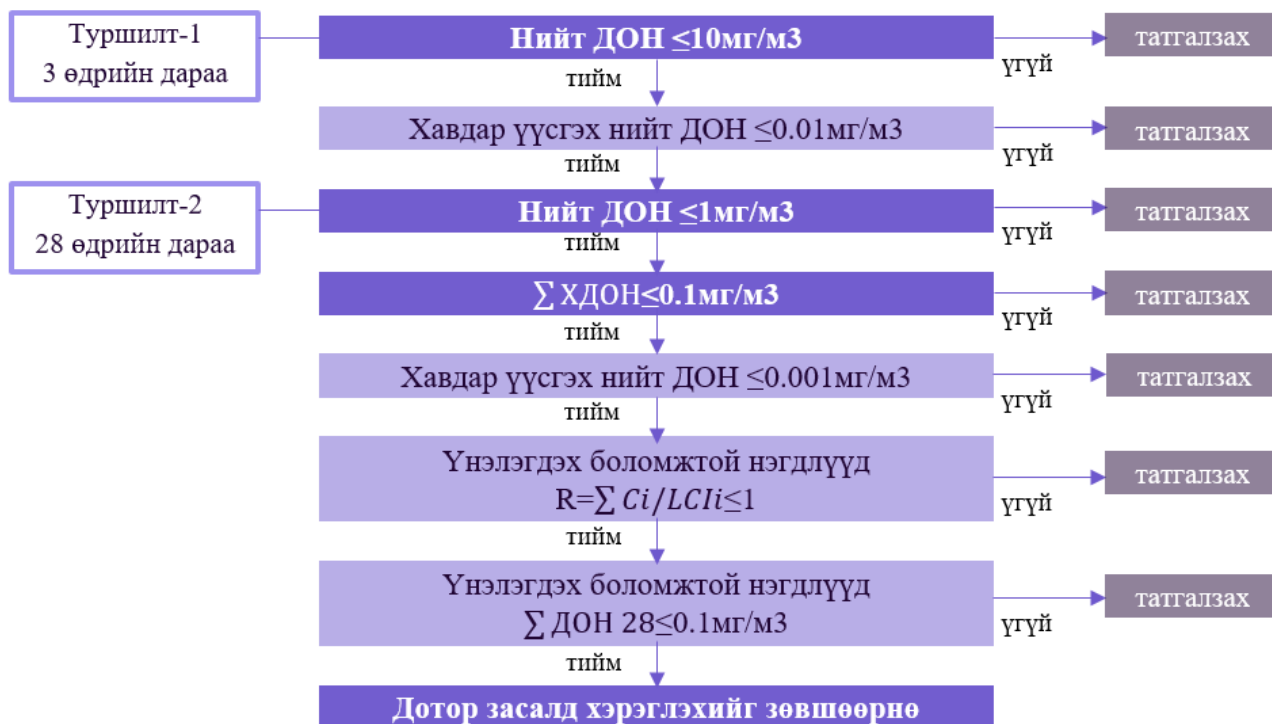 Туршилт-1
3 өдрийн дараа
Нийт ДОН ≤10мг/м3
татгалзах
тийм
үгүй
Хавдар үүсгэх нийт ДОН ≤0.01мг/м3
татгалзах
тийм
үгүй
Туршилт-2
28 өдрийн дараа
Нийт ДОН ≤1мг/м3
татгалзах
тийм
үгүй
∑ ХДОН≤0.1мг/м3
татгалзах
тийм
үгүй
Хавдар үүсгэх нийт ДОН ≤0.001мг/м3
татгалзах
тийм
үгүй
Үнэлэгдэх боломжтой нэгдлүүд
R=∑ Ci/LCIi≤1
татгалзах
тийм
үгүй
Үнэлэгдэх боломжтой нэгдлүүд
∑ ДОН 28≤0.1мг/м3
татгалзах
тийм
үгүй
Дотор засалд хэрэглэхийг зөвшөөрнө